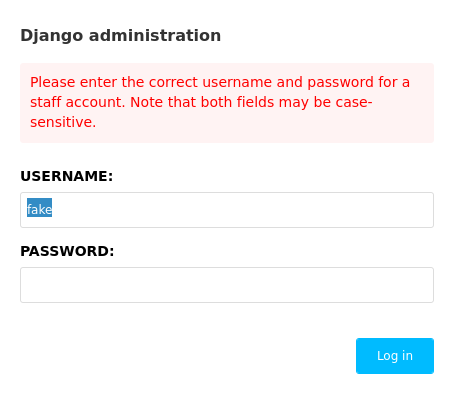 Django administration
Please enter the correct username and password for a
staff account. Note that both fields may be case-
sensitive.
USERNAME:
fake
PASSWORD:
Log in